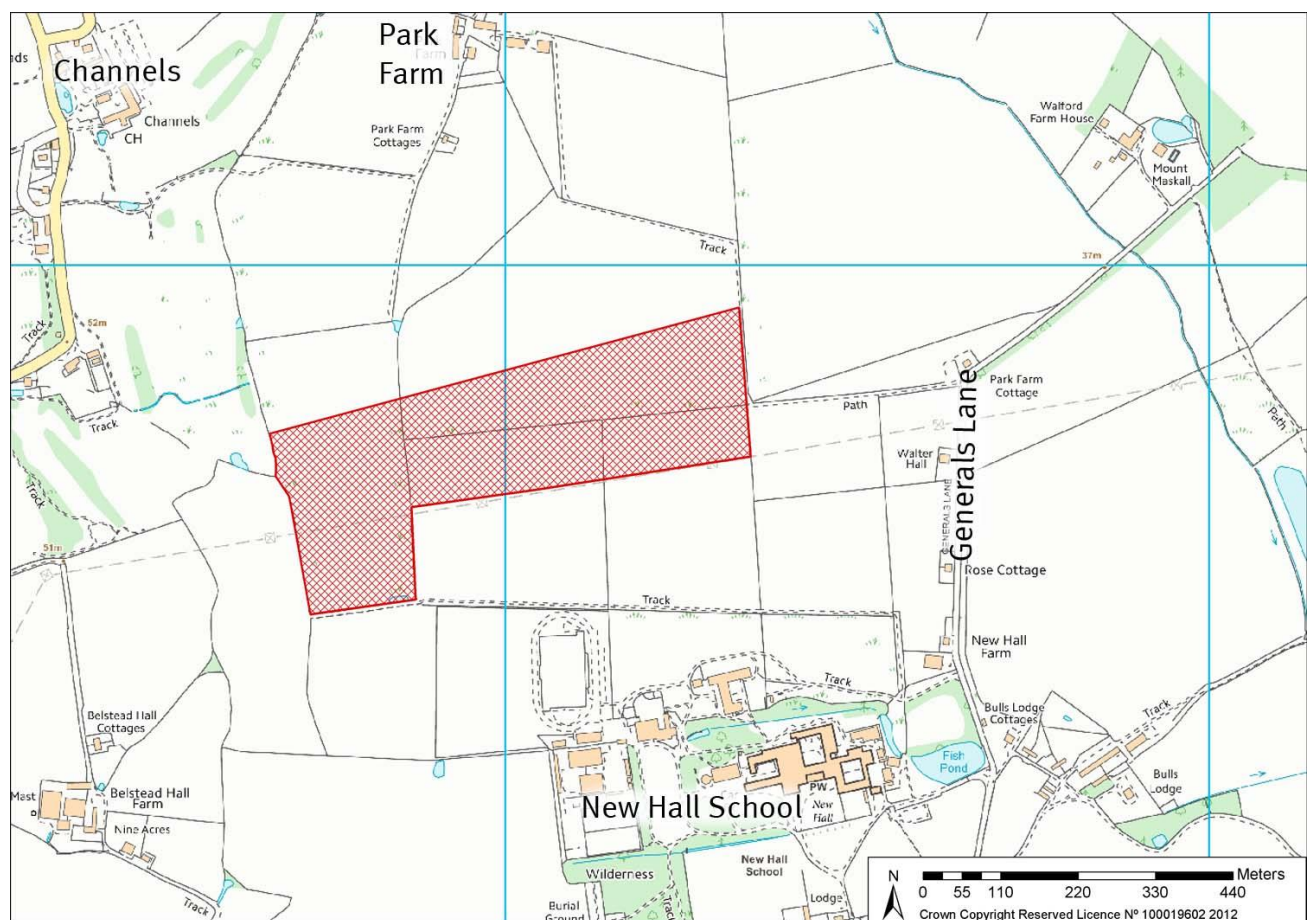 Park
Farm
Channels
Channels
CH
Park Farm
Cottages
Walford
Farm House
Mount
Maskall
Track
37m
Track
52m
Track
Park Farm
Cottage
Path
Path
Generals Lane
Walter
Hall
GENERALS LANE
Track
51m
Rose Cottage
Track
New Hall
Farm
Track
Track
Belstead Hall
Cottages
Bulls Lodge
Cottages
Fish
Pond
Bulls
Lodge
Mast
Belstead Hall
Farm
Nine Acres
PW
New
Hall
New Hall School
New Hall
School
Wilderness
Lodge
Burial
Ground
Track
Track
N
0 55 110 220 330 440 Meters
Crown Copyright Reserved Licence Nº 100019602 2012